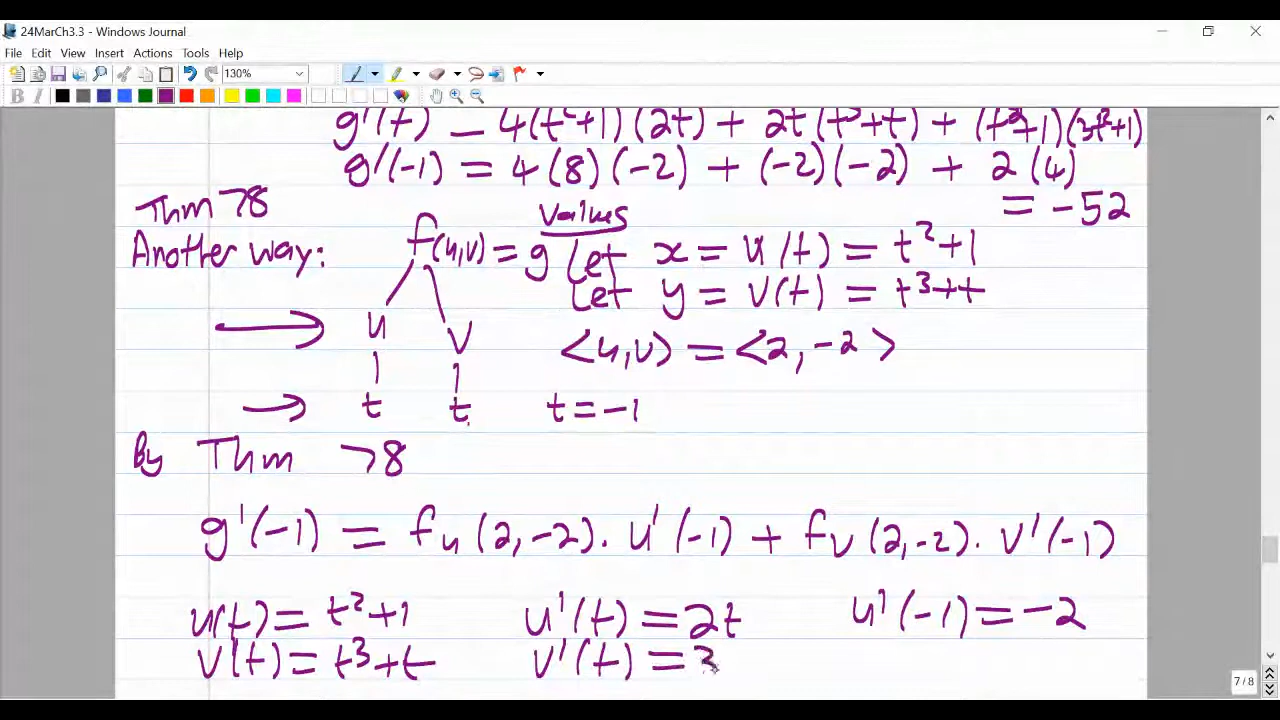 24MarCh3.3 - Windows Journal
File Edit View Insert Actions Tools Help
130%
g'(t) = 4(t²+1)(2t) + 2t(t³+t) + (t²+1)(3t²+1)
g'(-1) = 4(8)(-2) + (-2)(-2) + 2(4)
= -52
Thm 78
values
Another way: f(u,v) = g let x = u(t) = t²+1
let y = v(t) = t³+t
u v <u,v> = <2,-2>
t t t = -1
By Thm 78
g'(-1) = fu(2,-2). u'(-1) + fv(2,-2). v'(-1)
u(t) = t²+1 u'(t) = 2t u'(-1) = -2
v(t) = t³+t v'(t) = 3
7 / 8